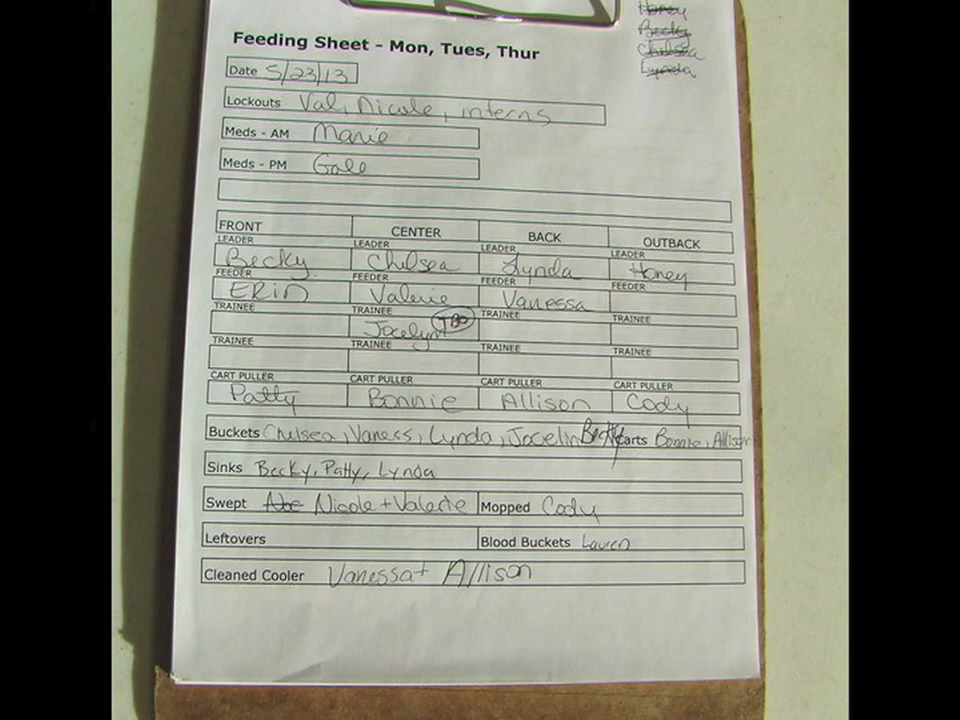 Honey
Becky
Chelsea
Lynda
Feeding Sheet - Mon, Tues, Thur
Date 5/23/13
Lockouts Val, Nicole, interns
Meds - AM Marie
Meds - PM Gale
FRONT CENTER BACK OUTBACK
LEADER LEADER LEADER LEADER
Becky Chelsea Lynda Honey
FEEDER FEEDER FEEDER FEEDER
ERIN Valerie Vanessa
TRAINEE TRAINEE TRAINEE TRAINEE
Jocelyn
TRAINEE TRAINEE TRAINEE TRAINEE
CART PULLER CART PULLER CART PULLER CART PULLER
Patty Bonnie Allison Cody
Buckets Chelsea, Vaness, Lynda, Jocelin Becky Carts Bonnie, Allison
Sinks Becky, Patty, Lynda
Swept Nicole + Valerie Mopped Cody
Leftovers Blood Buckets Lauren
Cleaned Cooler Vanessa + Allison